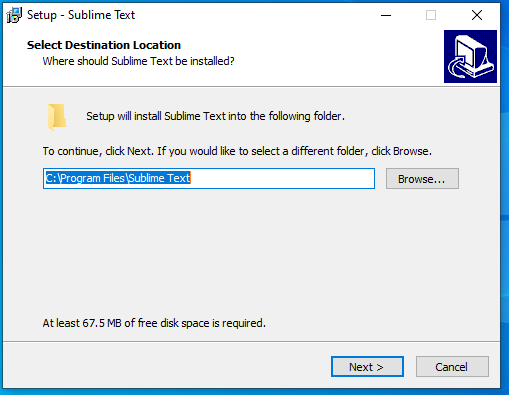 Setup - Sublime Text
Select Destination Location
Where should Sublime Text be installed?
Setup will install Sublime Text into the following folder.
To continue, click Next. If you would like to select a different folder, click Browse.
C:\Program Files\Sublime Text
Browse...
At least 67.5 MB of free disk space is required.
Next >
Cancel